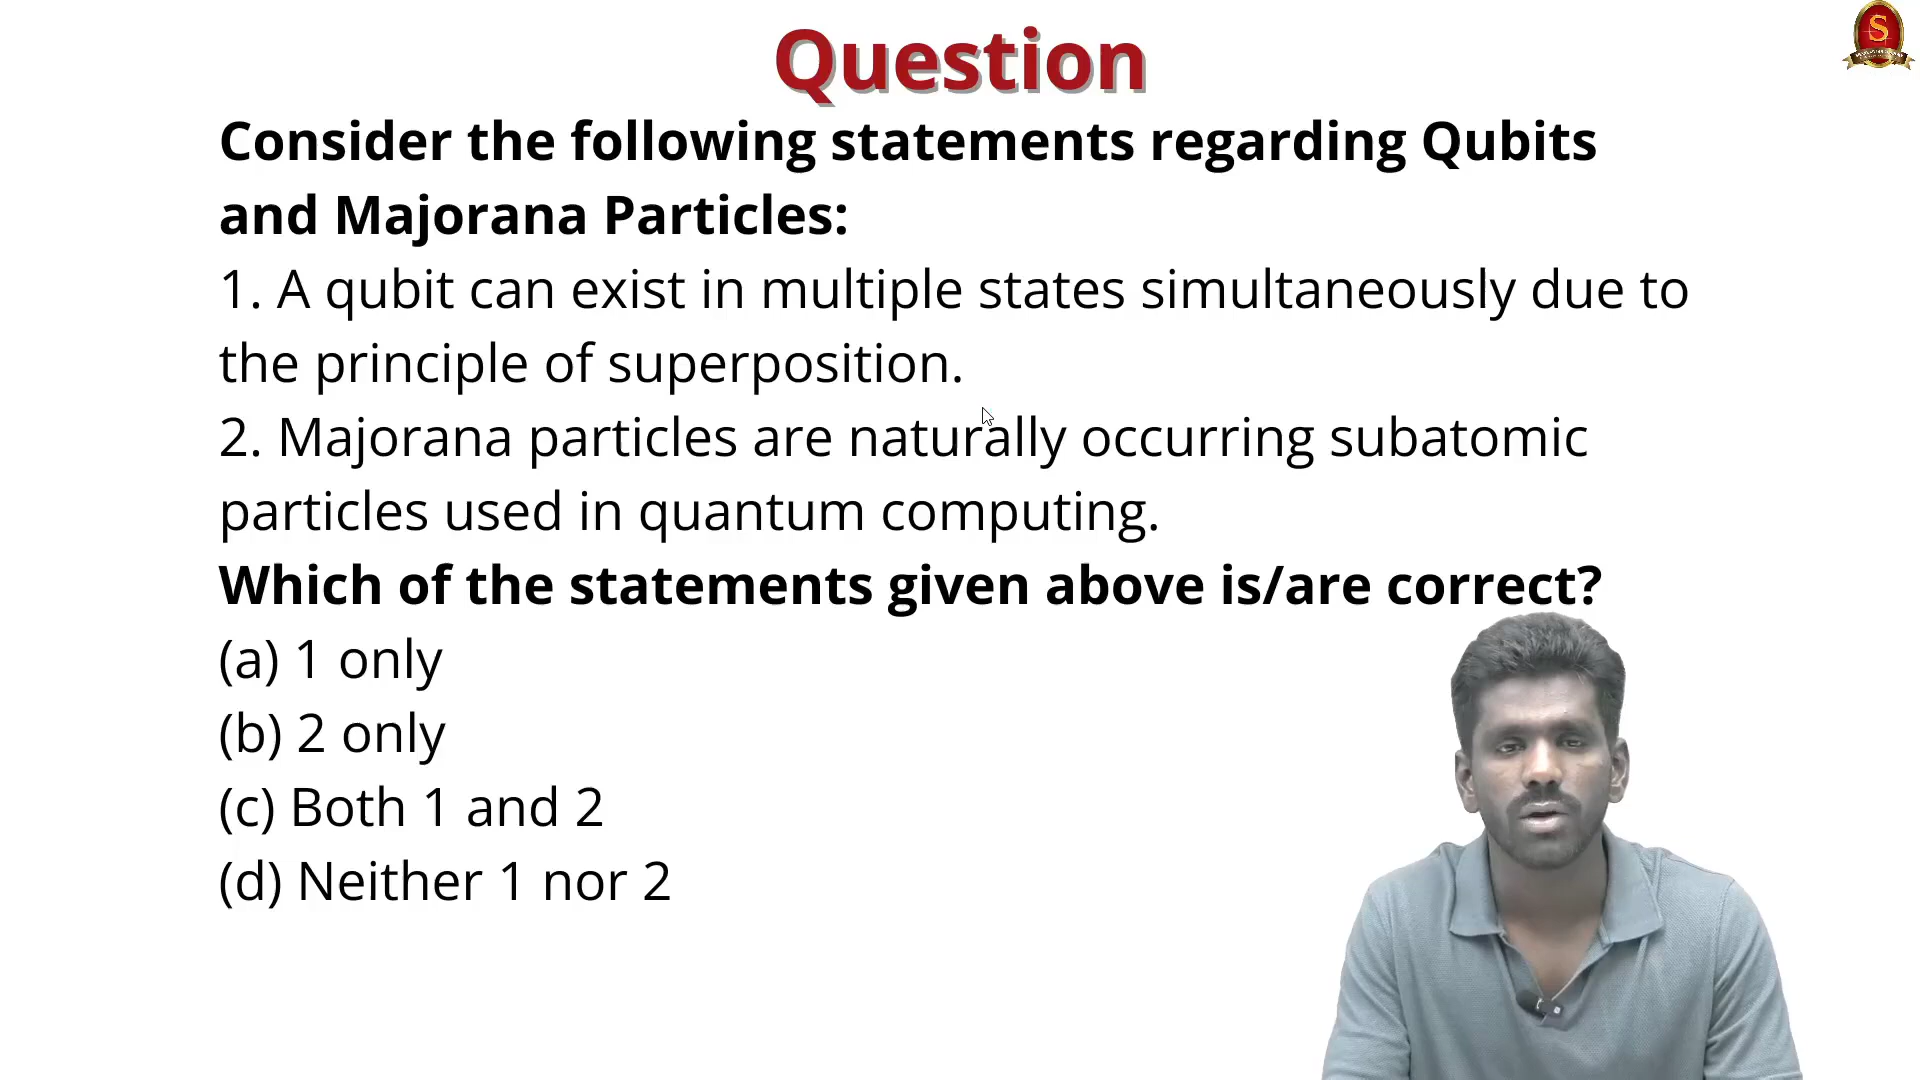 Question
S
Consider the following statements regarding Qubits
and Majorana Particles:
1. A qubit can exist in multiple states simultaneously due to
the principle of superposition.
2. Majorana particles are naturally occurring subatomic
particles used in quantum computing.
Which of the statements given above is/are correct?
(a) 1 only
(b) 2 only
(c) Both 1 and 2
(d) Neither 1 nor 2